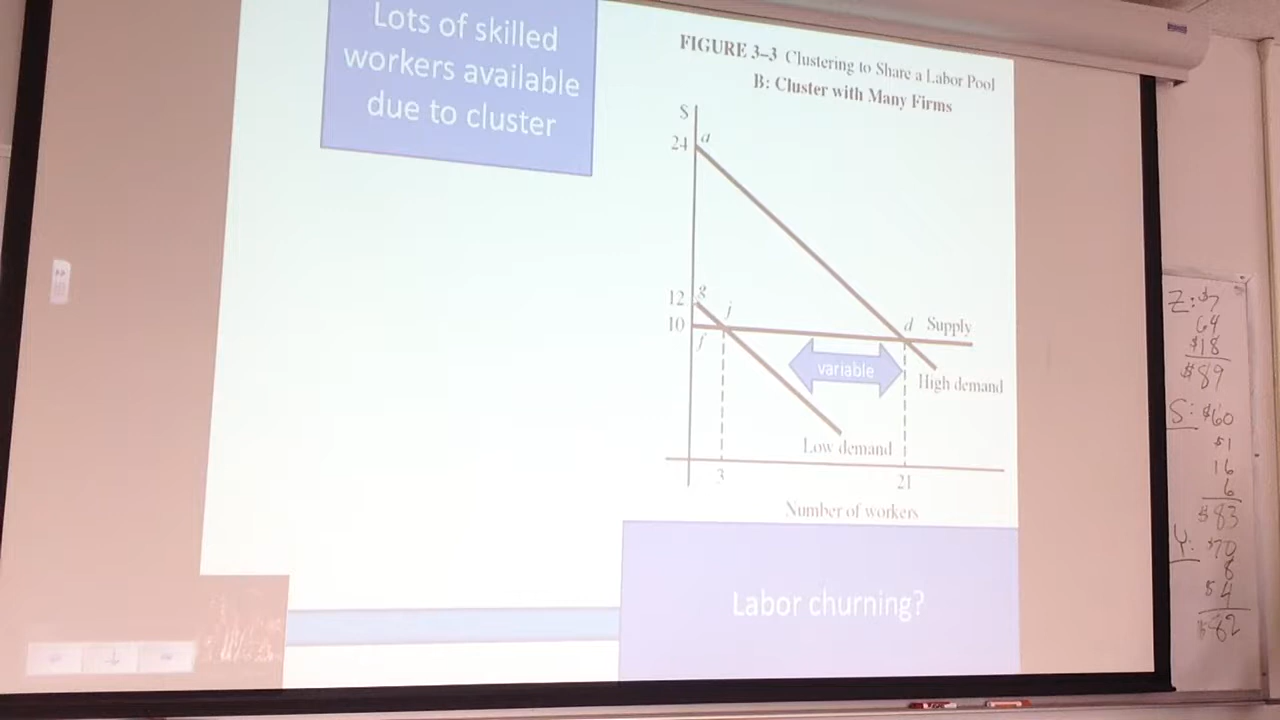 Lots of skilled
workers available
due to cluster
FIGURE 3–3 Clustering to Share a Labor Pool
B: Cluster with Many Firms
$
24
a
12
g
j
10
f
d
Supply
variable
High demand
Low demand
3
21
Number of workers
Labor churning?
Z: $7
64
$18
$89
S: $60
$1
16
6
$83
Y: $70
8
$4
$82